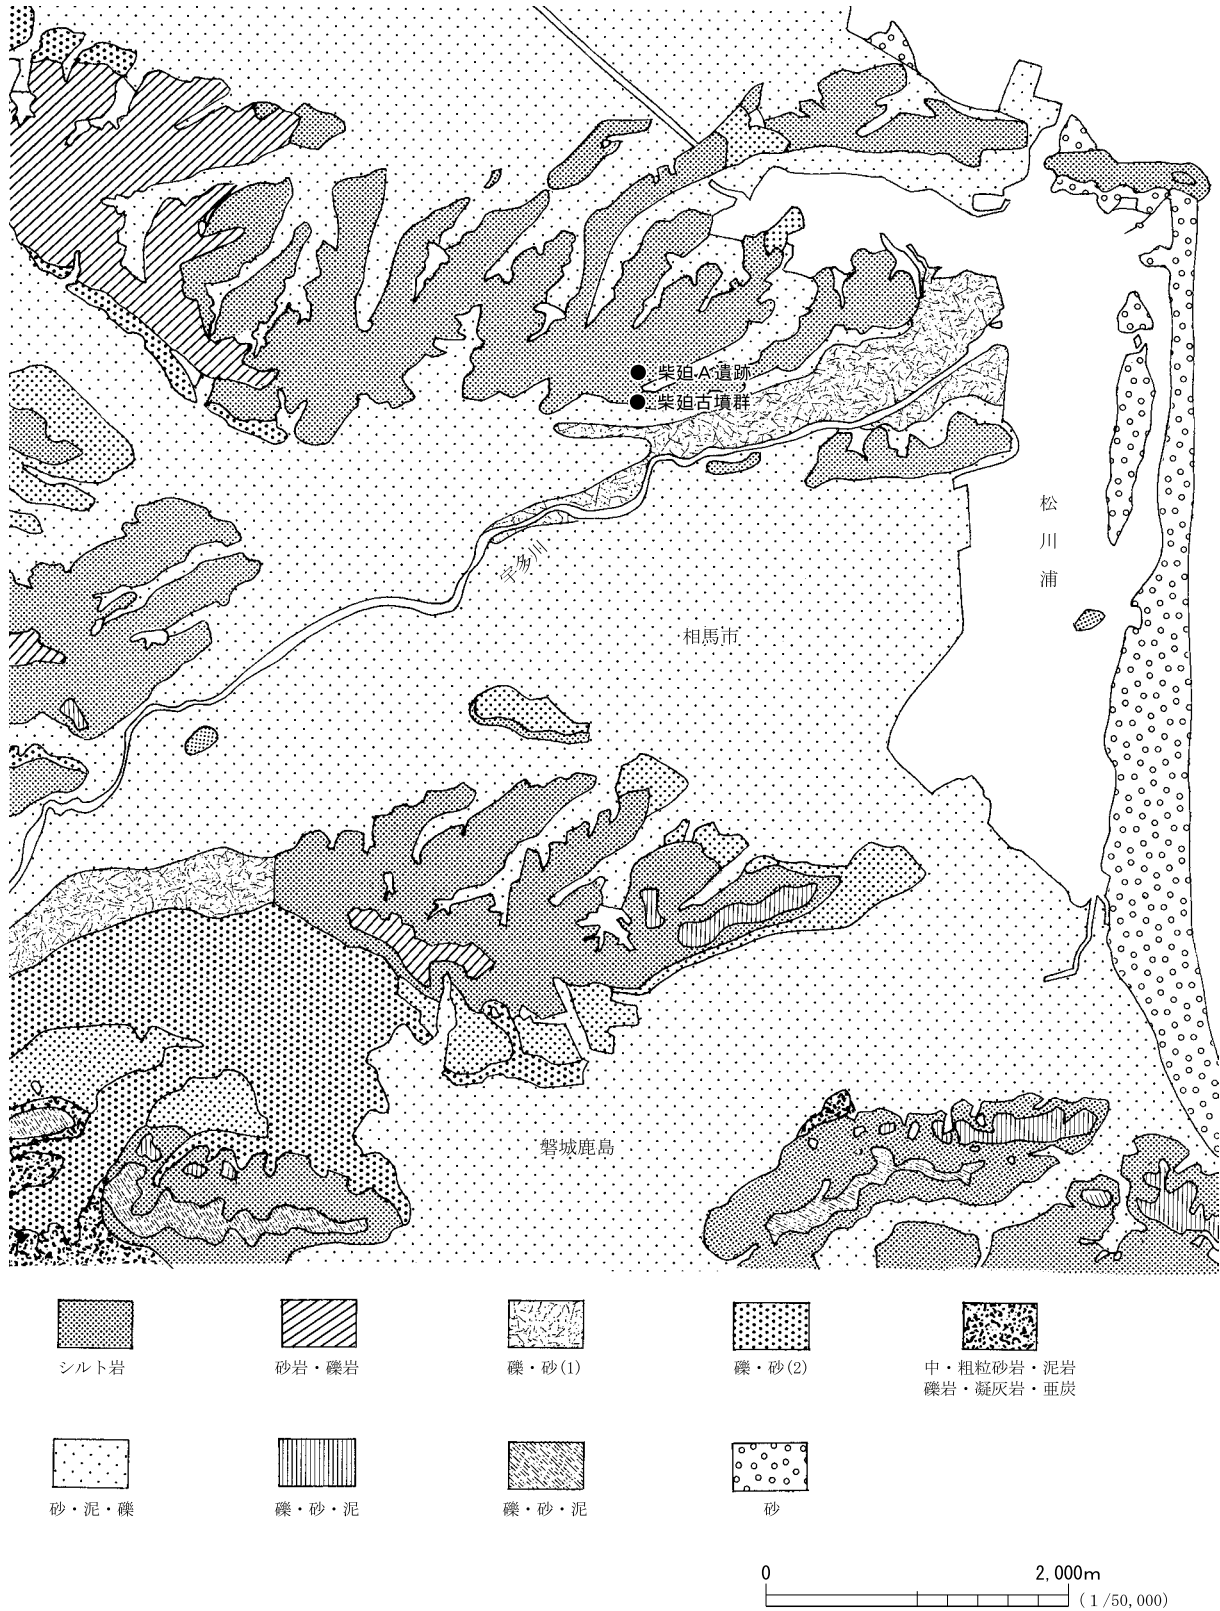 柴迫A遺跡
柴迫古墳群
松川浦
宇多川
相馬市
磐城鹿島
シルト岩
砂岩・礫岩
礫・砂(1)
礫・砂(2)
中・粗粒砂岩・泥岩
礫岩・凝灰岩・亜炭
砂・泥・礫
礫・砂・泥
礫・砂・泥
砂
0
2,000m
(1/50,000)